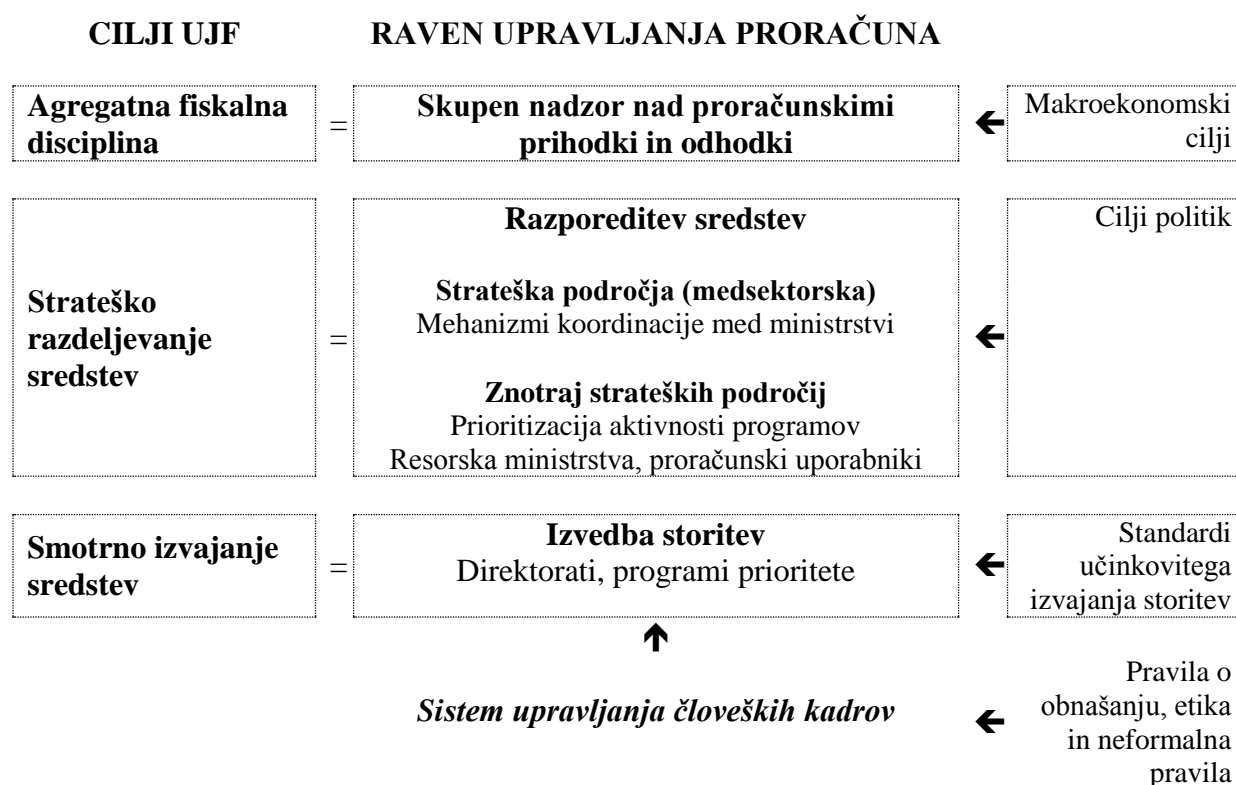 CILJI UJF
RAVEN UPRAVLJANJA PRORAČUNA
Agregatna fiskalna
disciplina
=
Skupen nadzor nad proračunskimi
prihodki in odhodki
🡸
Makroekonomski
cilji
Strateško
razdeljevanje
sredstev
=
Razporeditev sredstev
Strateška področja (medsektorska)
Mehanizmi koordinacije med ministrstvi
Znotraj strateških področij
Prioritizacija aktivnosti programov
Resorska ministrstva, proračunski uporabniki
🡸
Cilji politik
Smotrno izvajanje
sredstev
=
Izvedba storitev
Direktorati, programi prioritete
🡸
Standardi
učinkovitega
izvajanja storitev
🡹
Sistem upravljanja človeških kadrov
🡸
Pravila o
obnašanju, etika
in neformalna
pravila